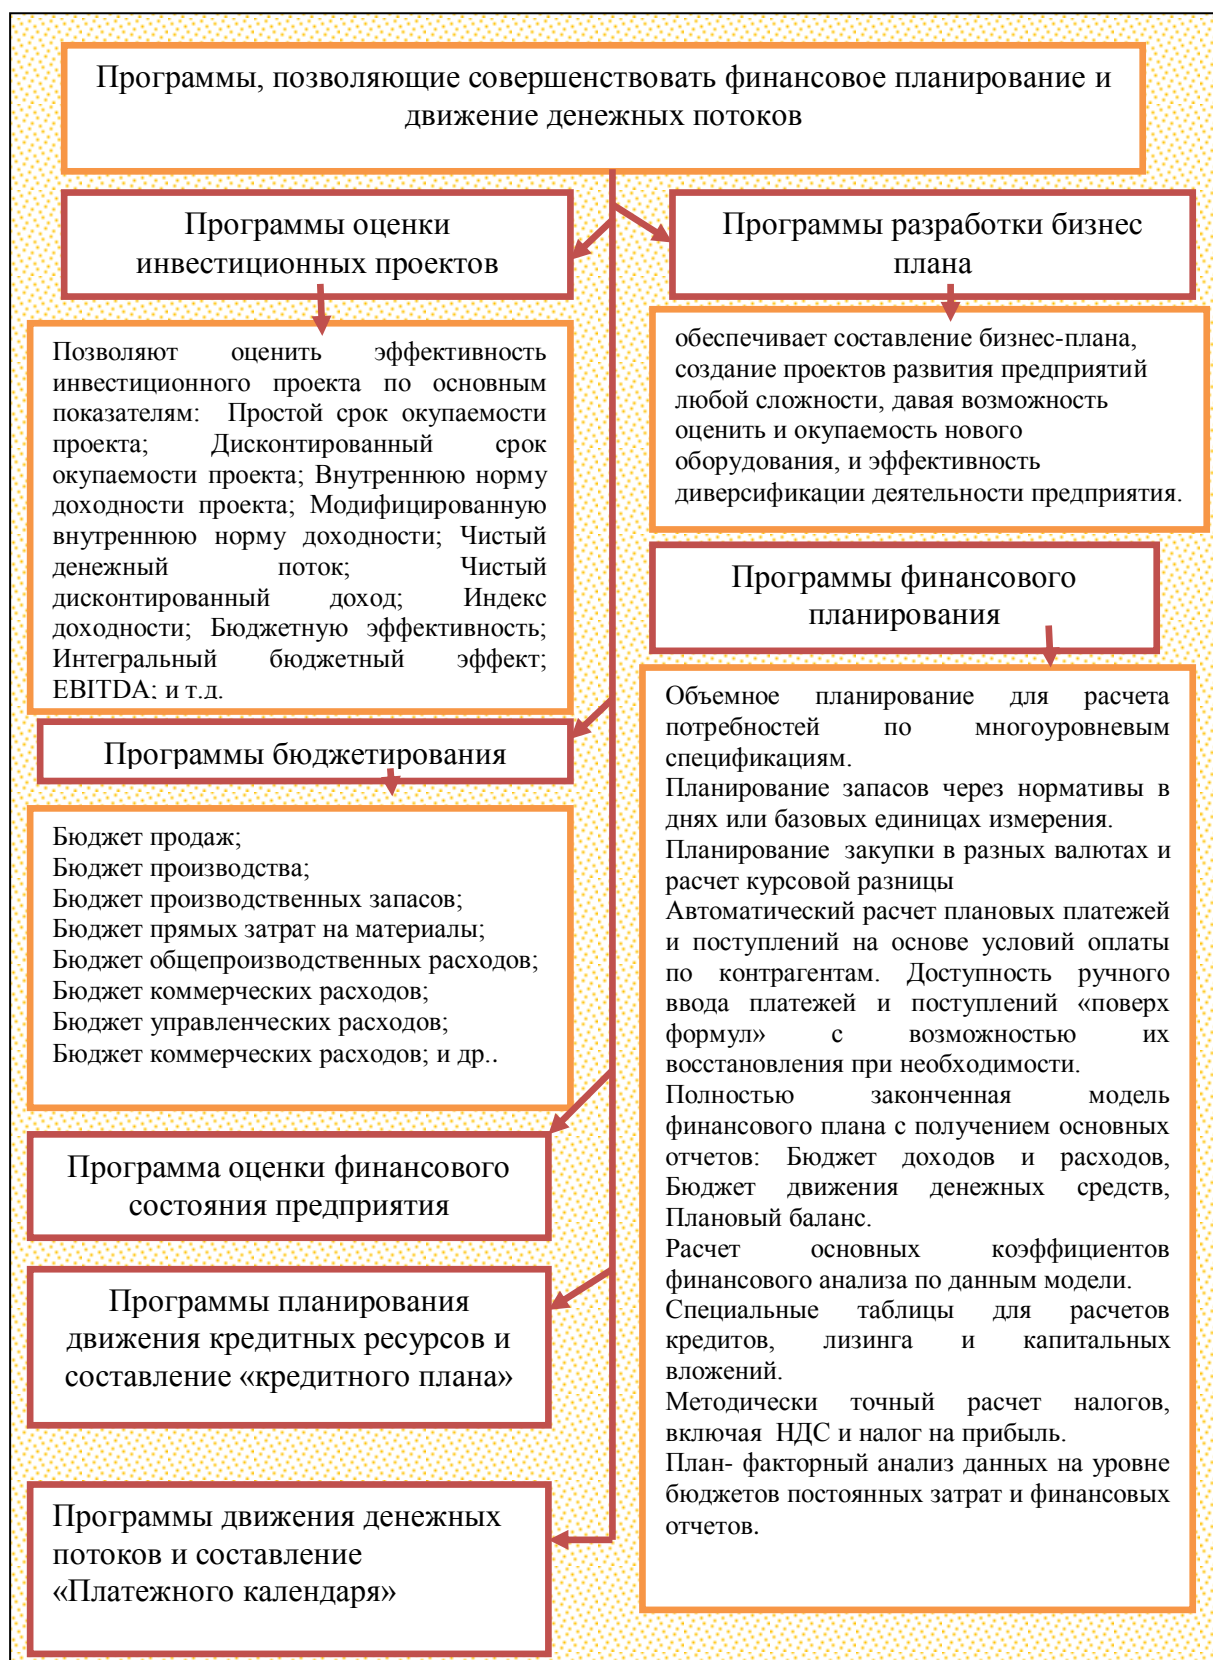 Программы, позволяющие совершенствовать финансовое планирование и
движение денежных потоков
Программы оценки
инвестиционных проектов
Программы разработки бизнес
плана
Позволяют оценить эффективность
инвестиционного проекта по основным
показателям: Простой срок окупаемости
проекта; Дисконтированный срок
окупаемости проекта; Внутреннюю норму
доходности проекта; Модифицированную
внутреннюю норму доходности; Чистый
денежный поток; Чистый
дисконтированный доход; Индекс
доходности; Бюджетную эффективность;
Интегральный бюджетный эффект;
EBITDA; и т.д.
обеспечивает составление бизнес-плана,
создание проектов развития предприятий
любой сложности, давая возможность
оценить и окупаемость нового
оборудования, и эффективность
диверсификации деятельности предприятия.
Программы финансового
планирования
Программы бюджетирования
Бюджет продаж;
Бюджет производства;
Бюджет производственных запасов;
Бюджет прямых затрат на материалы;
Бюджет общепроизводственных расходов;
Бюджет коммерческих расходов;
Бюджет управленческих расходов;
Бюджет коммерческих расходов; и др..
Объемное планирование для расчета
потребностей по многоуровневым
спецификациям.
Планирование запасов через нормативы в
днях или базовых единицах измерения.
Планирование закупки в разных валютах и
расчет курсовой разницы
Автоматический расчет плановых платежей
и поступлений на основе условий оплаты
по контрагентам. Доступность ручного
ввода платежей и поступлений «поверх
формул» с возможностью их
восстановления при необходимости.
Полностью законченная модель
финансового плана с получением основных
отчетов: Бюджет доходов и расходов,
Бюджет движения денежных средств,
Плановый баланс.
Расчет основных коэффициентов
финансового анализа по данным модели.
Специальные таблицы для расчетов
кредитов, лизинга и капитальных
вложений.
Методически точный расчет налогов,
включая НДС и налог на прибыль.
План- факторный анализ данных на уровне
бюджетов постоянных затрат и финансовых
отчетов.
Программа оценки финансового
состояния предприятия
Программы планирования
движения кредитных ресурсов и
составление «кредитного плана»
Программы движения денежных
потоков и составление
«Платежного календаря»